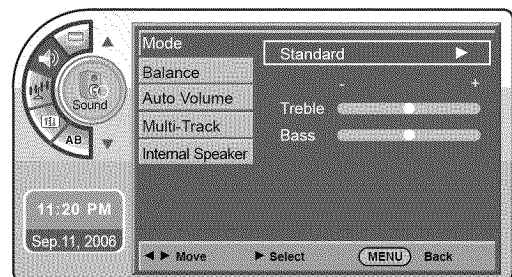 Sound
AB
11:20 PM
Sep.11, 2006
Mode
Balance
Auto Volume
Multi-Track
Internal Speaker
Standard ▶
- +
Treble
Bass
◀ ▶ Move ▶ Select MENU Back